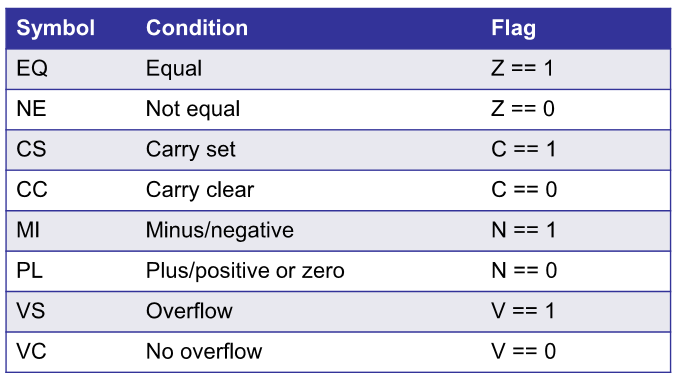 Symbol Condition Flag
EQ Equal Z == 1
NE Not equal Z == 0
CS Carry set C == 1
CC Carry clear C == 0
MI Minus/negative N == 1
PL Plus/positive or zero N == 0
VS Overflow V == 1
VC No overflow V == 0